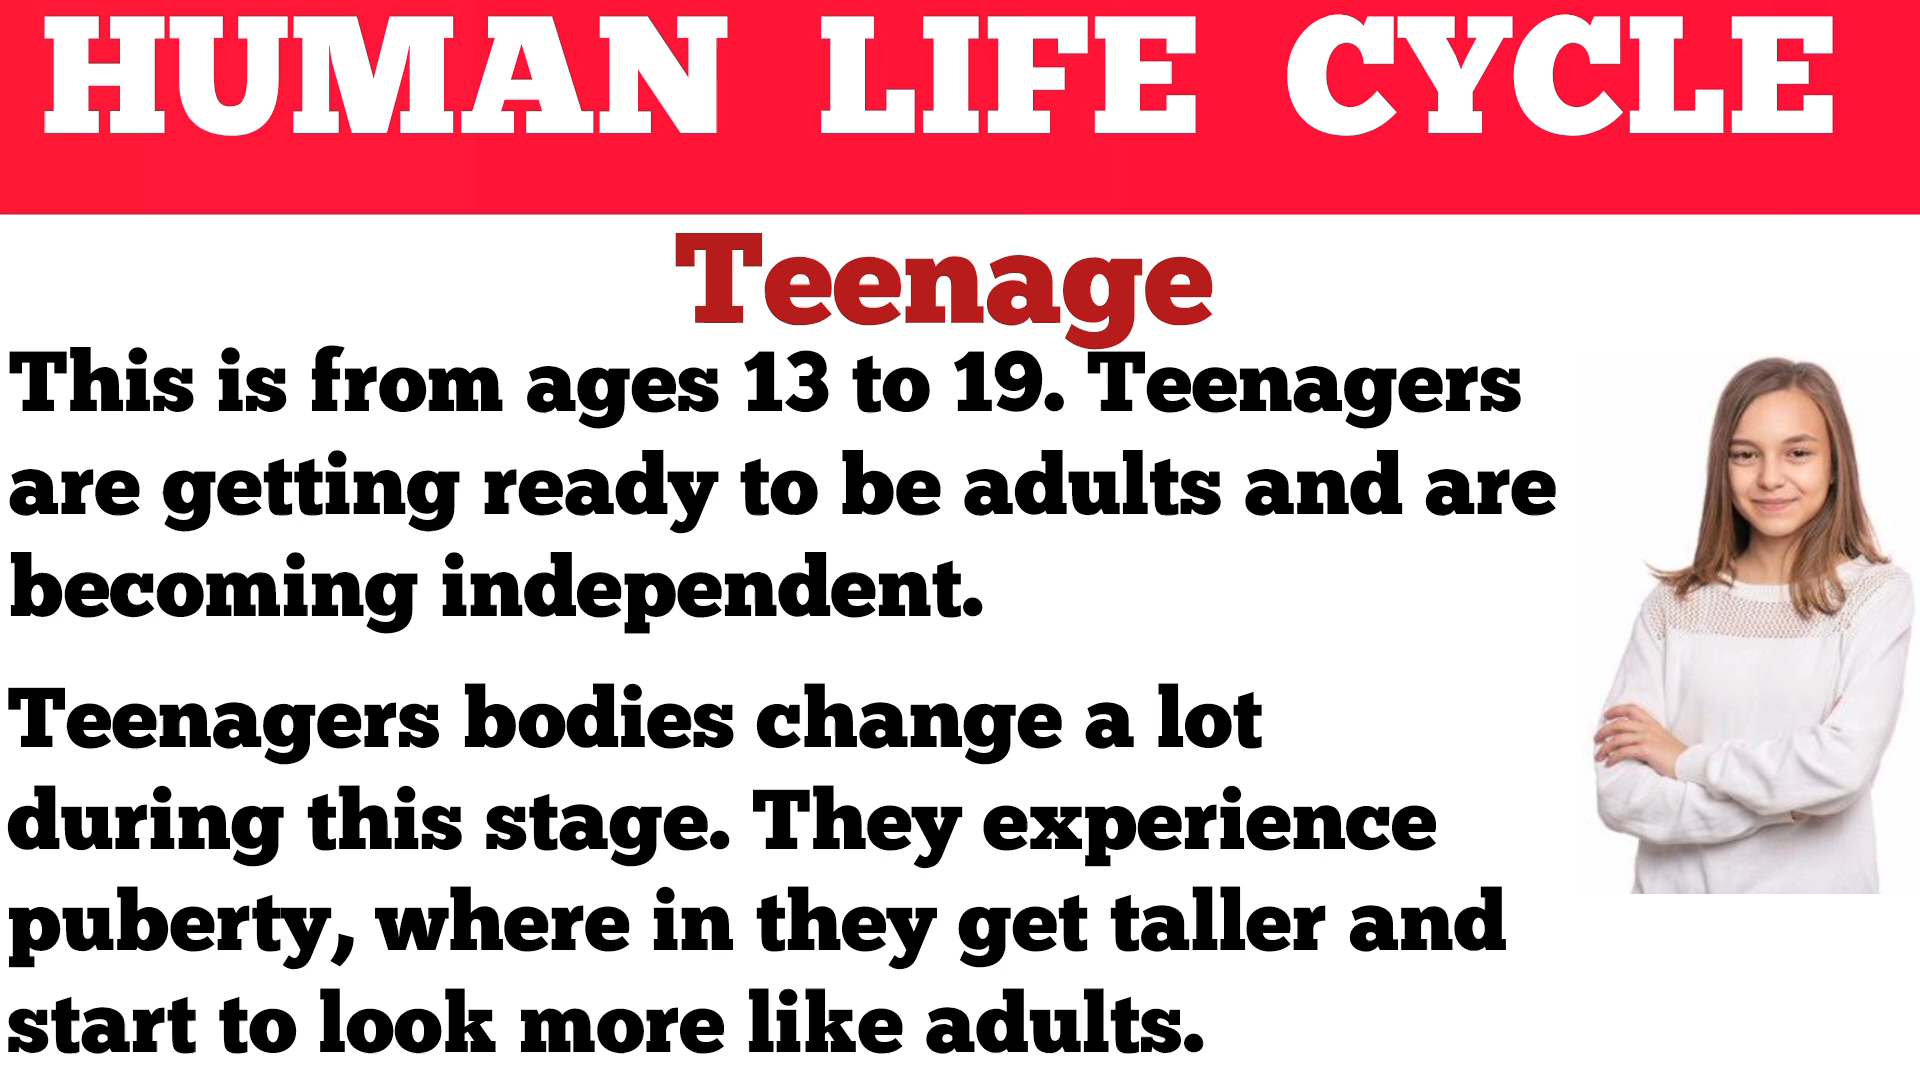 HUMAN LIFE CYCLE
Teenage
This is from ages 13 to 19. Teenagers
are getting ready to be adults and are
becoming independent.
Teenagers bodies change a lot
during this stage. They experience
puberty, where in they get taller and
start to look more like adults.